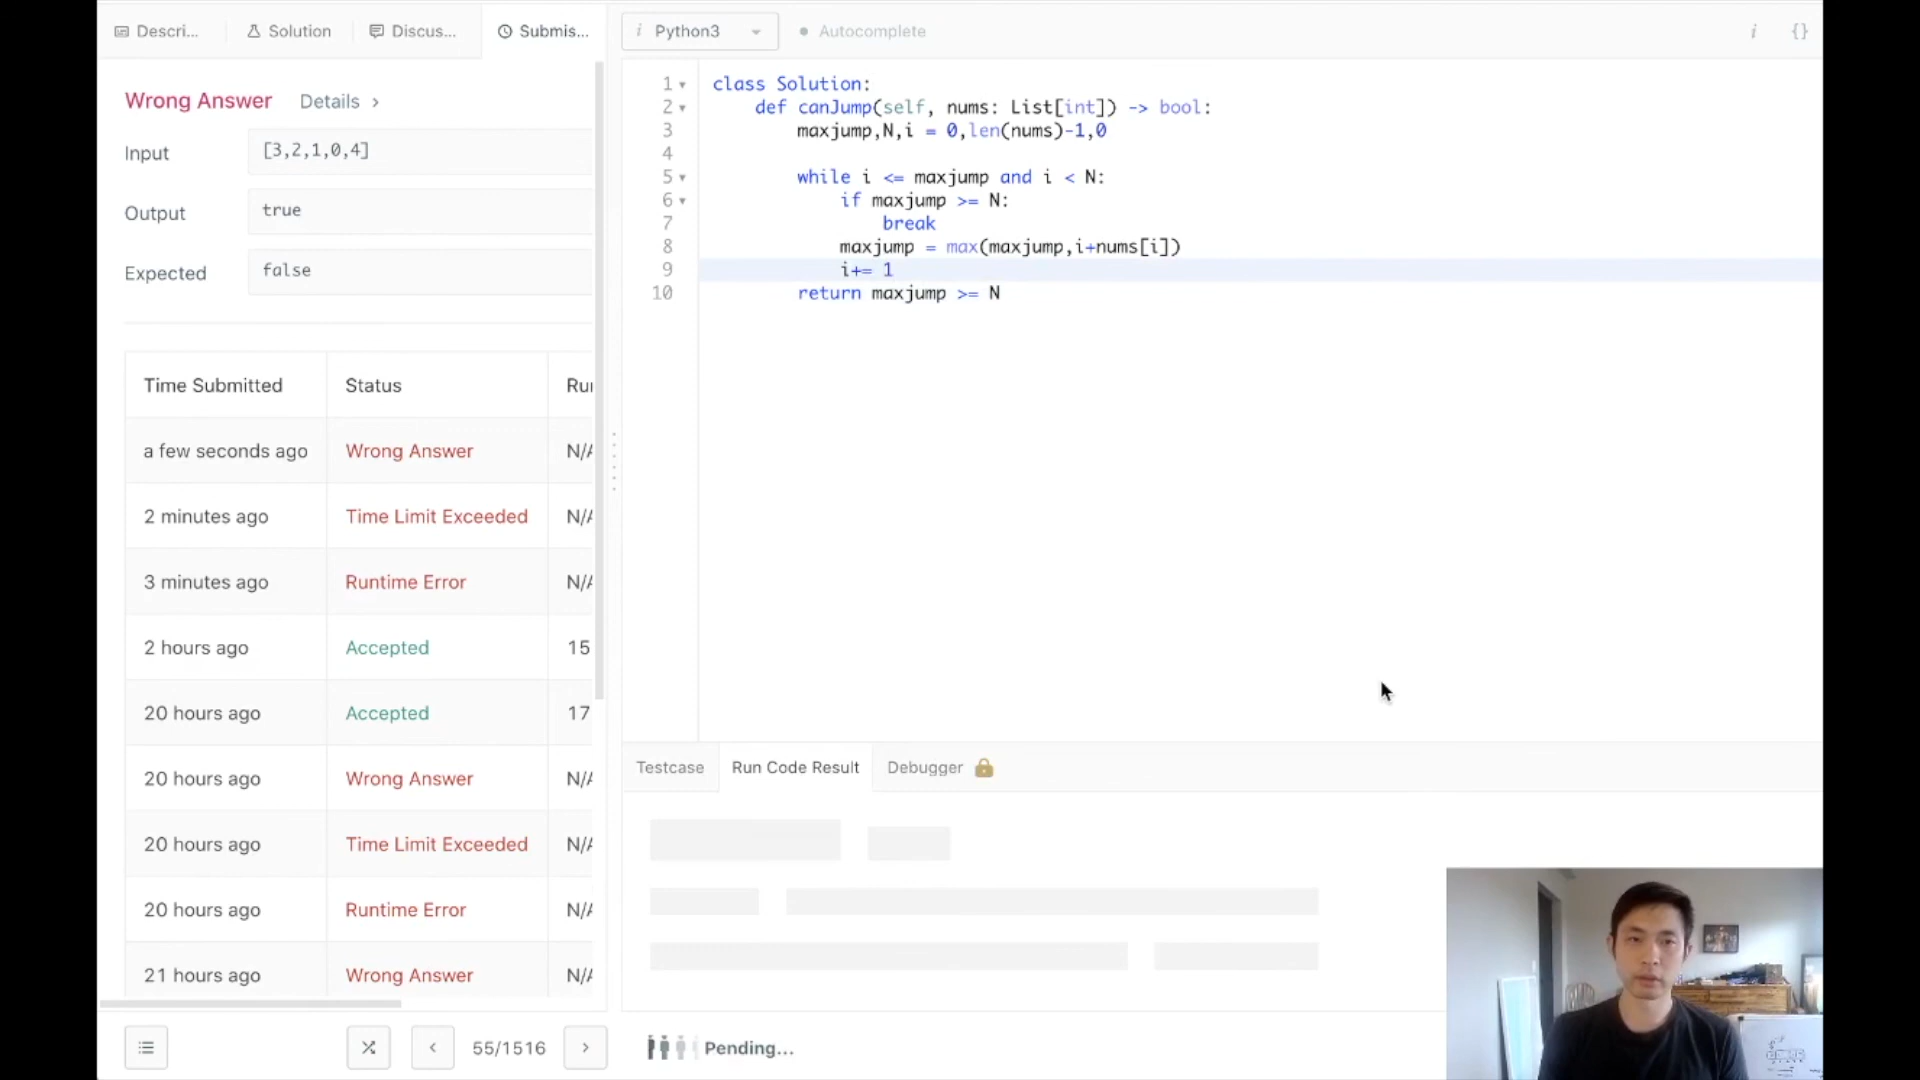 Descri...
Solution
Discus...
Submis...
Wrong Answer
Details >
Input
[3,2,1,0,4]
Output
true
Expected
false
Time Submitted Status
a few seconds ago Wrong Answer N/A
2 minutes ago Time Limit Exceeded N/A
3 minutes ago Runtime Error N/A
2 hours ago Accepted 15
20 hours ago Accepted 17
20 hours ago Wrong Answer N/A
20 hours ago Time Limit Exceeded N/A
20 hours ago Runtime Error N/A
21 hours ago Wrong Answer N/A
55/1516
i Python3
Autocomplete
i {}
1 class Solution:
2 def canJump(self, nums: List[int]) -> bool:
3 maxjump,N,i = 0,len(nums)-1,0
4
5 while i <= maxjump and i < N:
6 if maxjump >= N:
7 break
8 maxjump = max(maxjump,i+nums[i])
9 i+= 1
10 return maxjump >= N
Testcase
Run Code Result
Debugger
Pending...